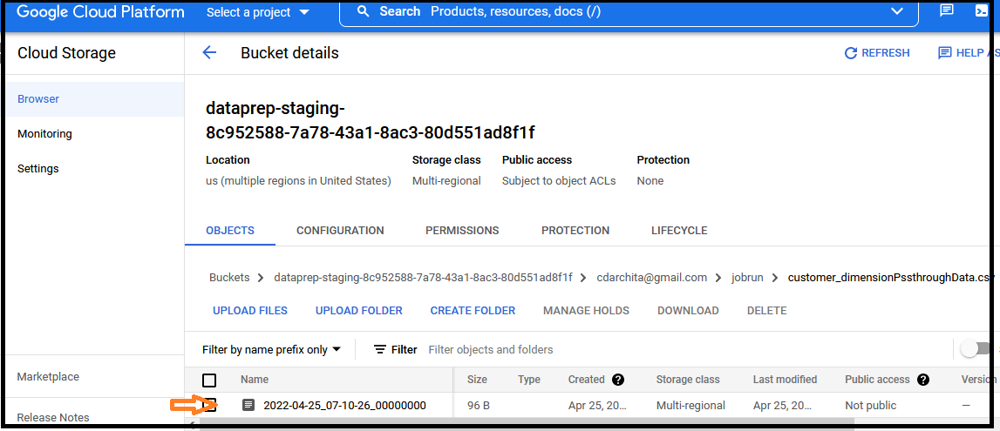 Google Cloud Platform Select a project Search Products, resources, docs (/)
Cloud Storage Bucket details REFRESH HELP AS
Browser
dataprep-staging-
8c952588-7a78-43a1-8ac3-80d551ad8f1f
Monitoring
Location Storage class Public access Protection
Settings
us (multiple regions in United States) Multi-regional Subject to object ACLs None
OBJECTS CONFIGURATION PERMISSIONS PROTECTION LIFECYCLE
Buckets dataprep-staging-8c952588-7a78-43a1-8ac3-80d551ad8f1f cdarchita@gmail.com jobrun customer_dimensionPssthroughData.csv
UPLOAD FILES UPLOAD FOLDER CREATE FOLDER MANAGE HOLDS DOWNLOAD DELETE
Filter by name prefix only Filter Filter objects and folders
Marketplace
Name Size Type Created Storage class Last modified Public access Version
2022-04-25_07-10-26_00000000 96 B Apr 25, 20... Multi-regional Apr 25, 20... Not public —
Release Notes